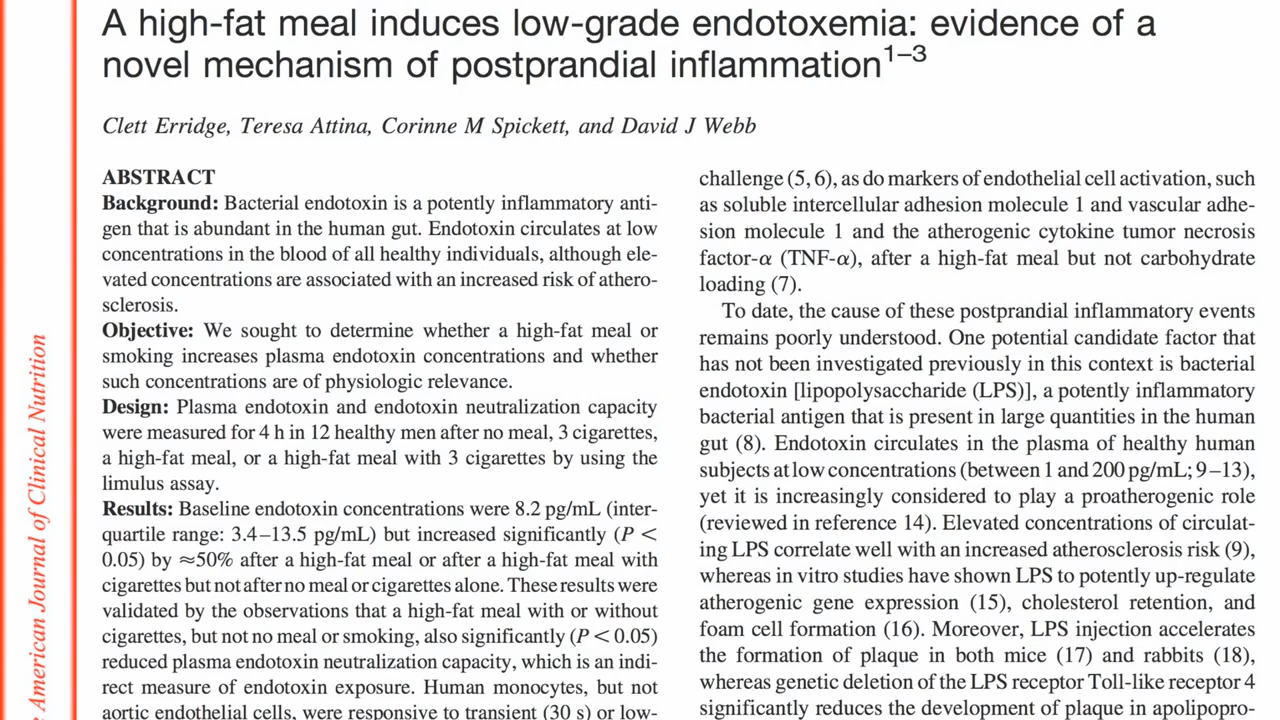 A high-fat meal induces low-grade endotoxemia: evidence of a
novel mechanism of postprandial inflammation1–3
Clett Erridge, Teresa Attina, Corinne M Spickett, and David J Webb
ABSTRACT
Background: Bacterial endotoxin is a potently inflammatory anti-
gen that is abundant in the human gut. Endotoxin circulates at low
concentrations in the blood of all healthy individuals, although ele-
vated concentrations are associated with an increased risk of athero-
sclerosis.
Objective: We sought to determine whether a high-fat meal or
smoking increases plasma endotoxin concentrations and whether
such concentrations are of physiologic relevance.
Design: Plasma endotoxin and endotoxin neutralization capacity
were measured for 4 h in 12 healthy men after no meal, 3 cigarettes,
a high-fat meal, or a high-fat meal with 3 cigarettes by using the
limulus assay.
Results: Baseline endotoxin concentrations were 8.2 pg/mL (inter-
quartile range: 3.4–13.5 pg/mL) but increased significantly (P <
0.05) by ≈50% after a high-fat meal or after a high-fat meal with
cigarettes but not after no meal or cigarettes alone. These results were
validated by the observations that a high-fat meal with or without
cigarettes, but not no meal or smoking, also significantly (P < 0.05)
reduced plasma endotoxin neutralization capacity, which is an indi-
rect measure of endotoxin exposure. Human monocytes, but not
aortic endothelial cells, were responsive to transient (30 s) or low-
challenge (5, 6), as do markers of endothelial cell activation, such
as soluble intercellular adhesion molecule 1 and vascular adhe-
sion molecule 1 and the atherogenic cytokine tumor necrosis
factor-α (TNF-α), after a high-fat meal but not carbohydrate
loading (7).
To date, the cause of these postprandial inflammatory events
remains poorly understood. One potential candidate factor that
has not been investigated previously in this context is bacterial
endotoxin [lipopolysaccharide (LPS)], a potently inflammatory
bacterial antigen that is present in large quantities in the human
gut (8). Endotoxin circulates in the plasma of healthy human
subjects at low concentrations (between 1 and 200 pg/mL; 9–13),
yet it is increasingly considered to play a proatherogenic role
(reviewed in reference 14). Elevated concentrations of circulat-
ing LPS correlate well with an increased atherosclerosis risk (9),
whereas in vitro studies have shown LPS to potently up-regulate
atherogenic gene expression (15), cholesterol retention, and
foam cell formation (16). Moreover, LPS injection accelerates
the formation of plaque in both mice (17) and rabbits (18),
whereas genetic deletion of the LPS receptor Toll-like receptor 4
significantly reduces the development of plaque in apolipopro-
American Journal of Clinical Nutrition